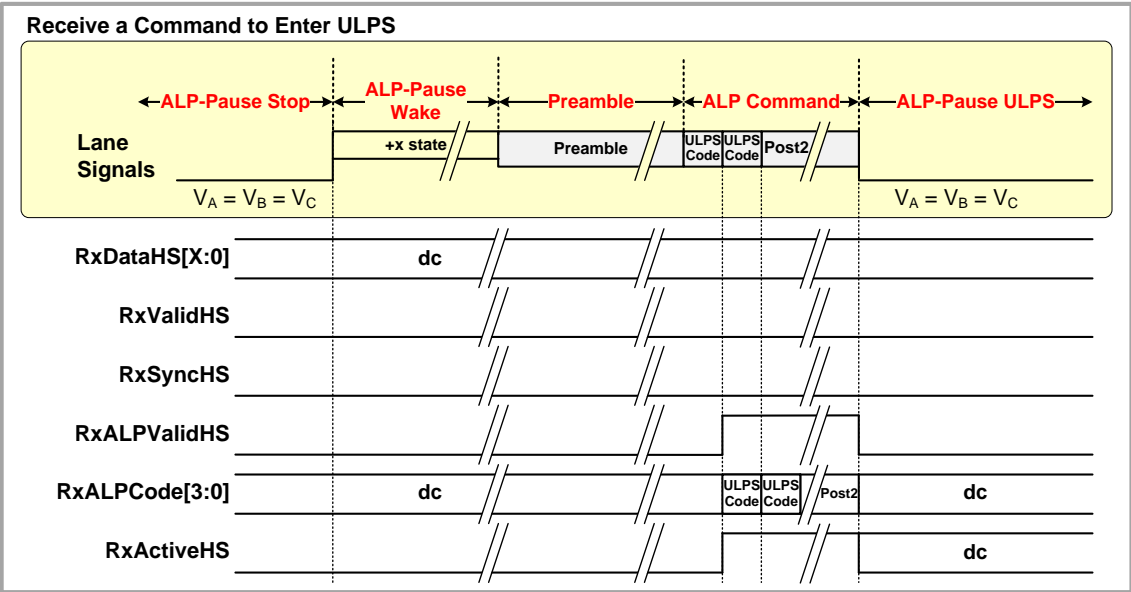 Receive a Command to Enter ULPS
ALP-Pause Stop
ALP-Pause
Wake
Preamble
ALP Command
ALP-Pause ULPS
Lane
Signals
+x state
Preamble
ULPS
Code
ULPS
Code
Post2
VA = VB = VC
VA = VB = VC
RxDataHS[X:0]
dc
RxValidHS
RxSyncHS
RxALPValidHS
RxALPCode[3:0]
dc
ULPS
Code
ULPS
Code
Post2
dc
RxActiveHS
dc